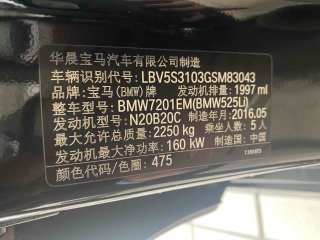 华晨宝马汽车有限公司制造
车辆识别代号: LBV5S3103GSM83043
品牌: 宝马(BMW)牌 发动机排量: 1997 ml
整车型号: BMW7201EM(BMW525Li)
发动机型号: N20B20C 制造年月: 2016.05
最大允许总质量: 2250 kg 乘坐人数: 5 人
发动机最大净功率: 160 kW 制造国: 中国
颜色代码/色圈: 475